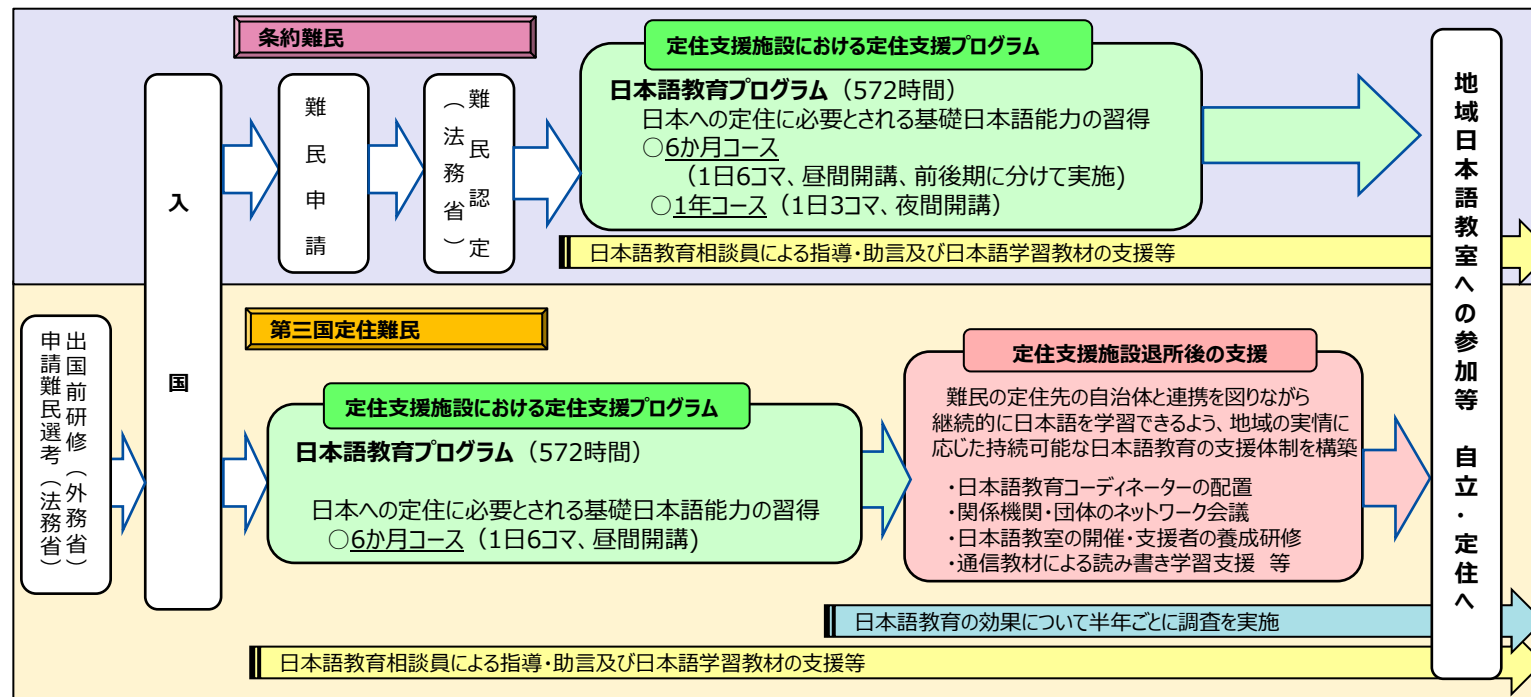 条約難民
入国
難民申請
難民認定
（法務省）
定住支援施設における定住支援プログラム
日本語教育プログラム（572時間）
日本への定住に必要とされる基礎日本語能力の習得
○6か月コース
（1日6コマ、昼間開講、前後期に分けて実施)
○1年コース（1日3コマ、夜間開講）
日本語教育相談員による指導・助言及び日本語学習教材の支援等
地域日本語教室への参加等　自立・定住へ
第三国定住難民
出国前研修（外務省）
申請難民選考（法務省）
定住支援施設における定住支援プログラム
日本語教育プログラム（572時間）
日本への定住に必要とされる基礎日本語能力の習得
○6か月コース（1日6コマ、昼間開講)
定住支援施設退所後の支援
難民の定住先の自治体と連携を図りながら
継続的に日本語を学習できるよう、地域の実情に
応じた持続可能な日本語教育の支援体制を構築
・日本語教育コーディネーターの配置
・関係機関・団体のネットワーク会議
・日本語教室の開催・支援者の養成研修
・通信教材による読み書き学習支援　等
日本語教育の効果について半年ごとに調査を実施
日本語教育相談員による指導・助言及び日本語学習教材の支援等